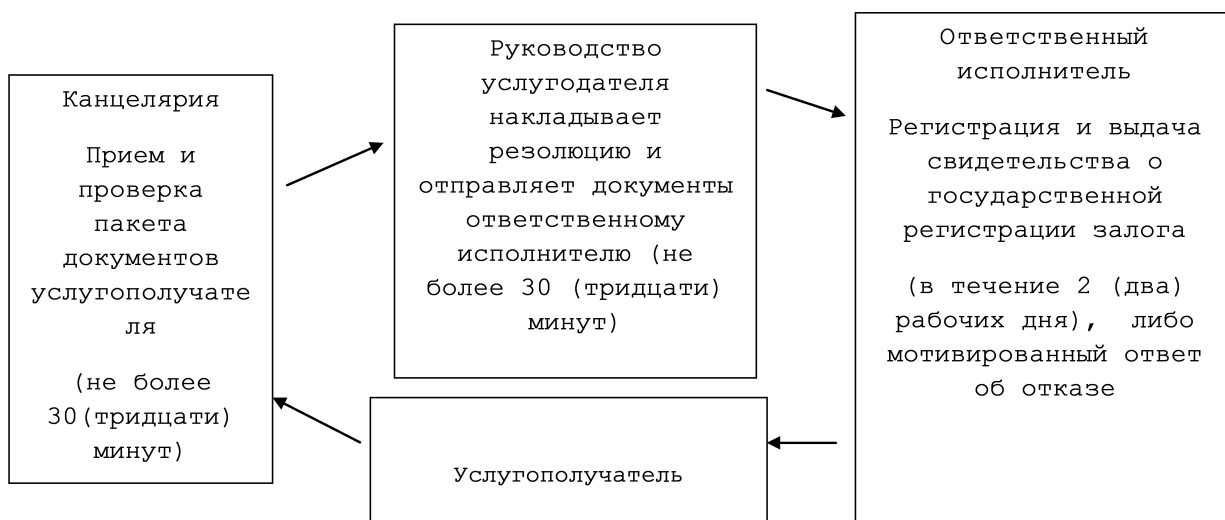 Канцелярия
Прием и
проверка
пакета
документов
услугополучате
ля
(не более
30(тридцати)
минут)
Руководство
услугодателя
накладывает
резолюцию и
отправляет документы
ответственному
исполнителю (не
более 30 (тридцати)
минут)
Ответственный
исполнитель
Регистрация и выдача
свидетельства о
государственной
регистрации залога
(в течение 2 (два)
рабочих дня), либо
мотивированный ответ
об отказе
Услугополучатель